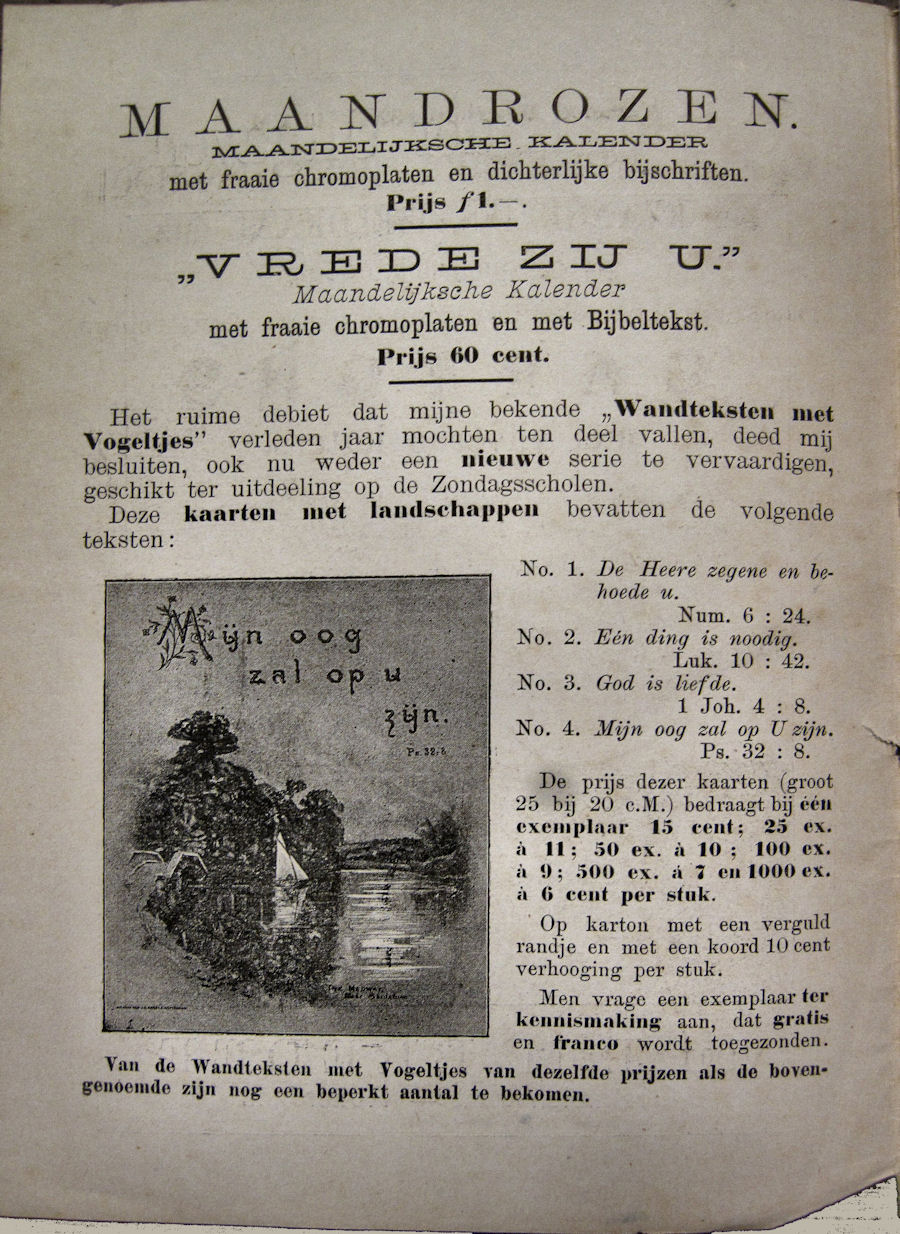 MAANDROZEN.
MAANDELIJKSCHE KALENDER
met fraaie chromoplaten en dichterlijke bijschriften.
Prijs ƒ1.—.
„VREDE ZIJ U.”
Maandelijksche Kalender
met fraaie chromoplaten en met Bijbeltekst.
Prijs 60 cent.
Het ruime debiet dat mijne bekende „Wandteksten met
Vogeltjes” verleden jaar mochten ten deel vallen, deed mij
besluiten, ook nu weder een nieuwe serie te vervaardigen,
geschikt ter uitdeeling op de Zondagsscholen.
Deze kaarten met landschappen bevatten de volgende
teksten:
Mijn oog
zal op u
zijn.
Ps. 32:8
No. 1. De Heere zegene en be-
hoede u.
Num. 6 : 24.
No. 2. Eén ding is noodig.
Luk. 10 : 42.
No. 3. God is liefde.
1 Joh. 4 : 8.
No. 4. Mijn oog zal op U zijn.
Ps. 32 : 8.
De prijs dezer kaarten (groot
25 bij 20 c.M.) bedraagt bij één
exemplaar 15 cent; 25 ex.
à 11; 50 ex. à 10; 100 ex.
à 9; 500 ex. á 7 en 1000 ex.
à 6 cent per stuk.
Op karton met een verguld
randje en met een koord 10 cent
verhooging per stuk.
Men vrage een exemplaar ter
kennismaking aan, dat gratis
en franco wordt toegezonden.
Van de Wandteksten met Vogeltjes van dezelfde prijzen als de boven-
genoemde zijn nog een beperkt aantal te bekomen.